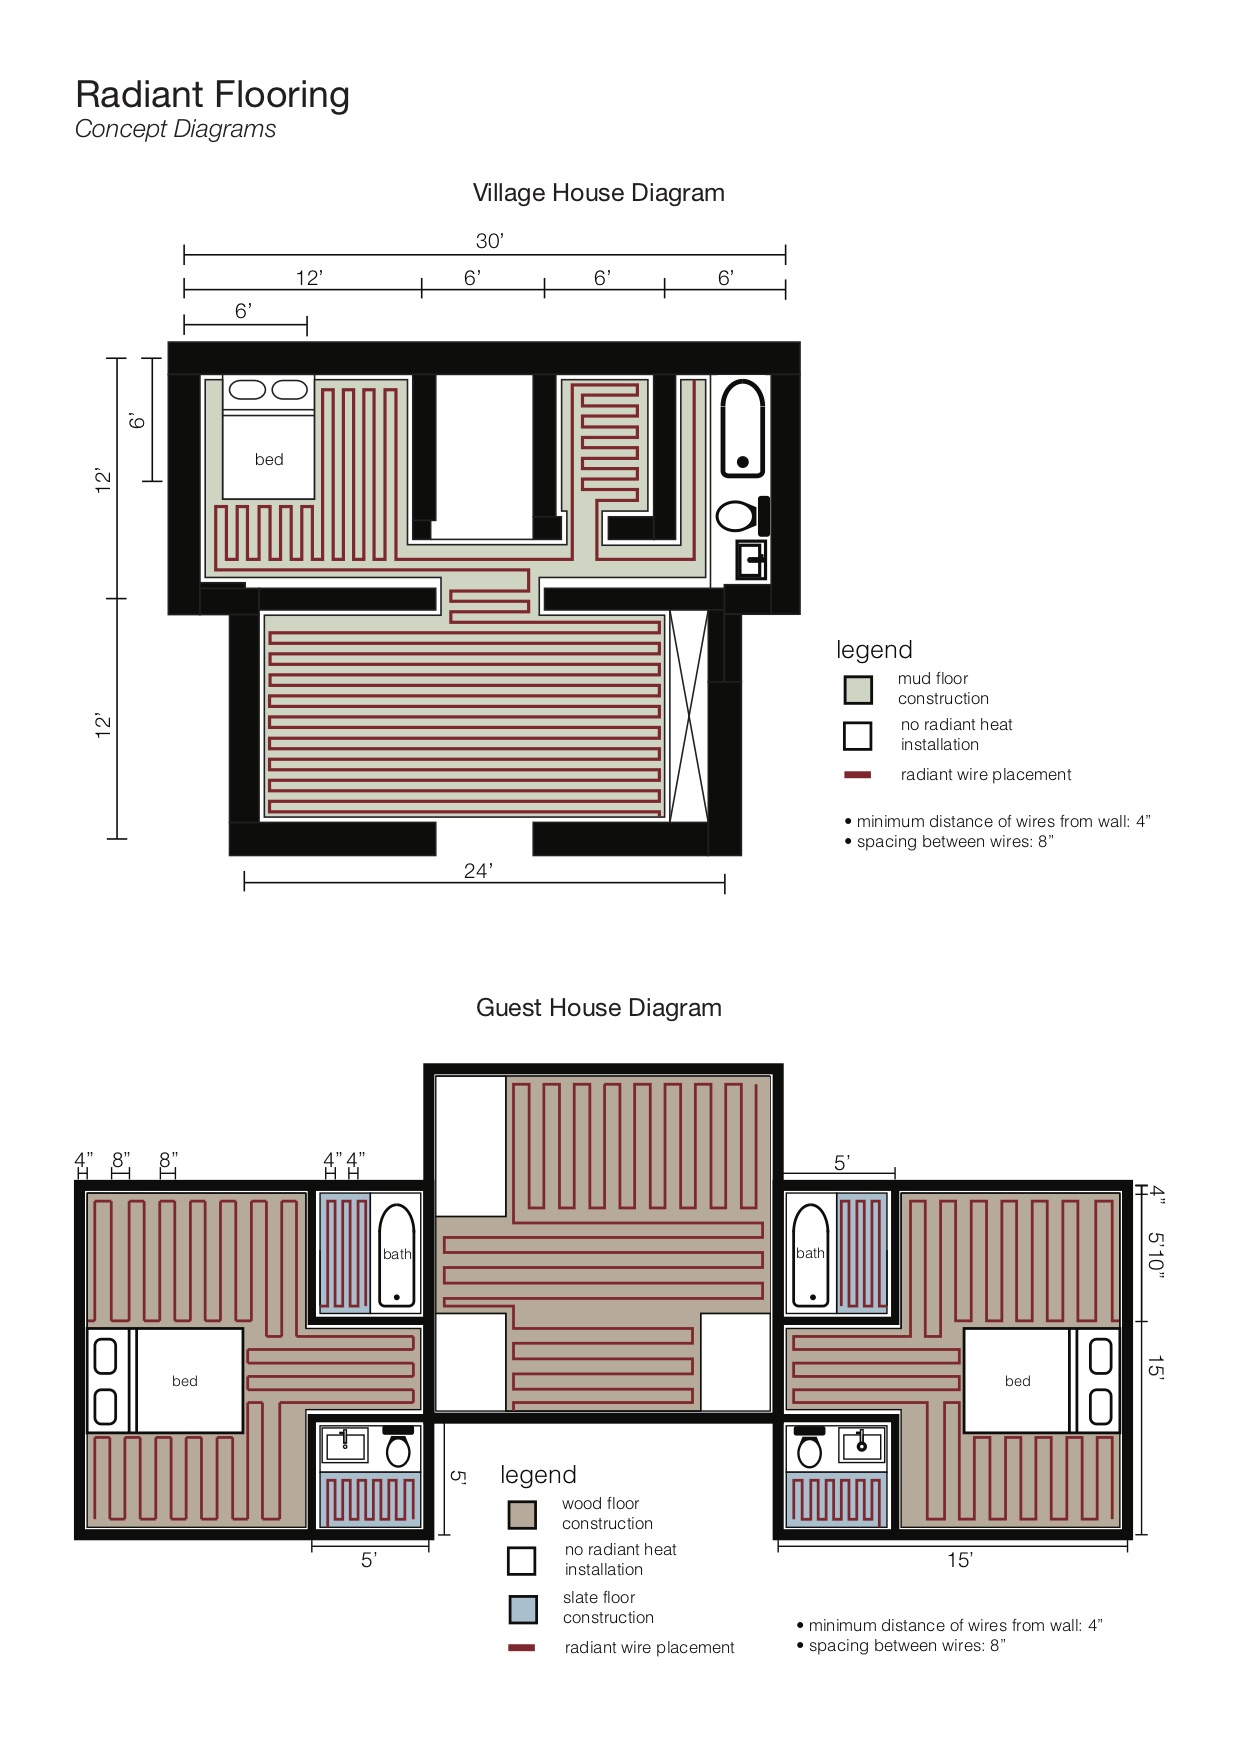 Radiant Flooring
Concept Diagrams
Village House Diagram
30’
12’
6’
6’
6’
6’
6’
12’
bed
12’
24’
legend
mud floor
construction
no radiant heat
installation
radiant wire placement
• minimum distance of wires from wall: 4”
• spacing between wires: 8”
Guest House Diagram
4”
8”
8”
4”
4”
5’
4”
5’10”
15’
bath
bath
bed
bed
5’
5’
15’
legend
wood floor
construction
no radiant heat
installation
slate floor
construction
radiant wire placement
• minimum distance of wires from wall: 4”
• spacing between wires: 8”